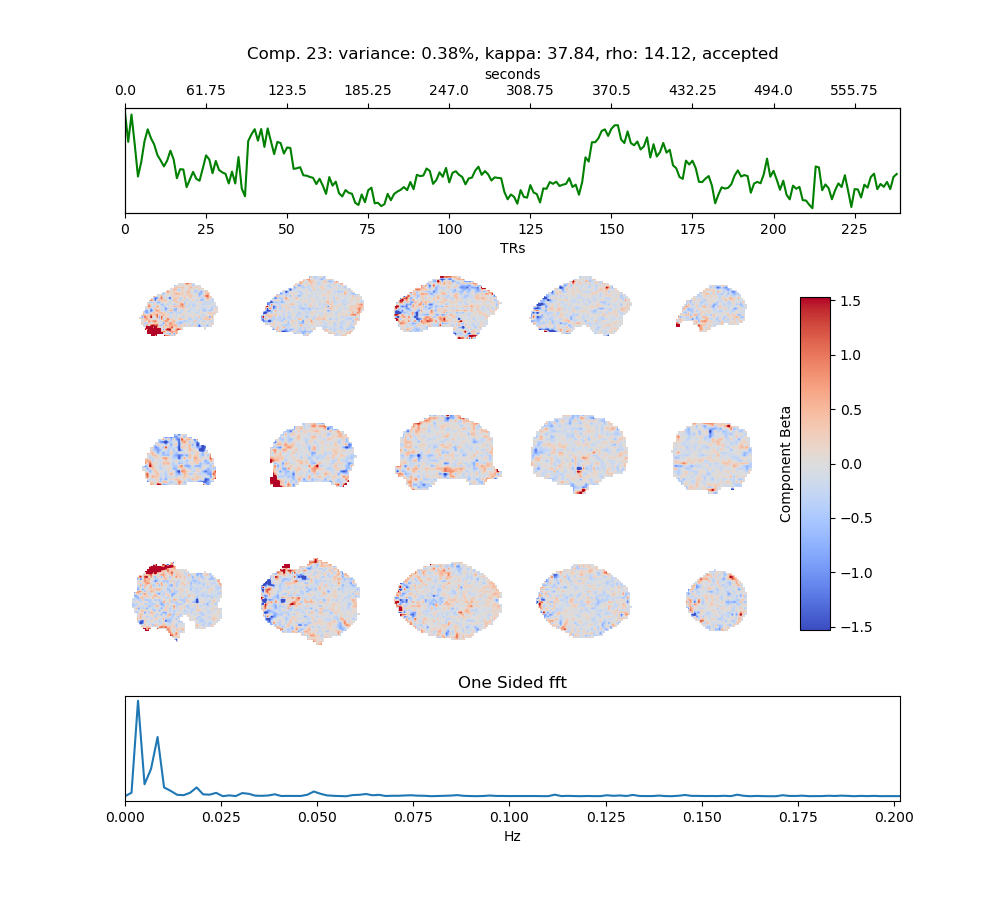 Comp. 23: variance: 0.38%, kappa: 37.84, rho: 14.12, accepted
seconds
0.0 61.75 123.5 185.25 247.0 308.75 370.5 432.25 494.0 555.75
0 25 50 75 100 125 150 175 200 225
TRs
1.5
1.0
0.5
0.0
−0.5
−1.0
−1.5
Component Beta
One Sided fft
0.000 0.025 0.050 0.075 0.100 0.125 0.150 0.175 0.200
Hz